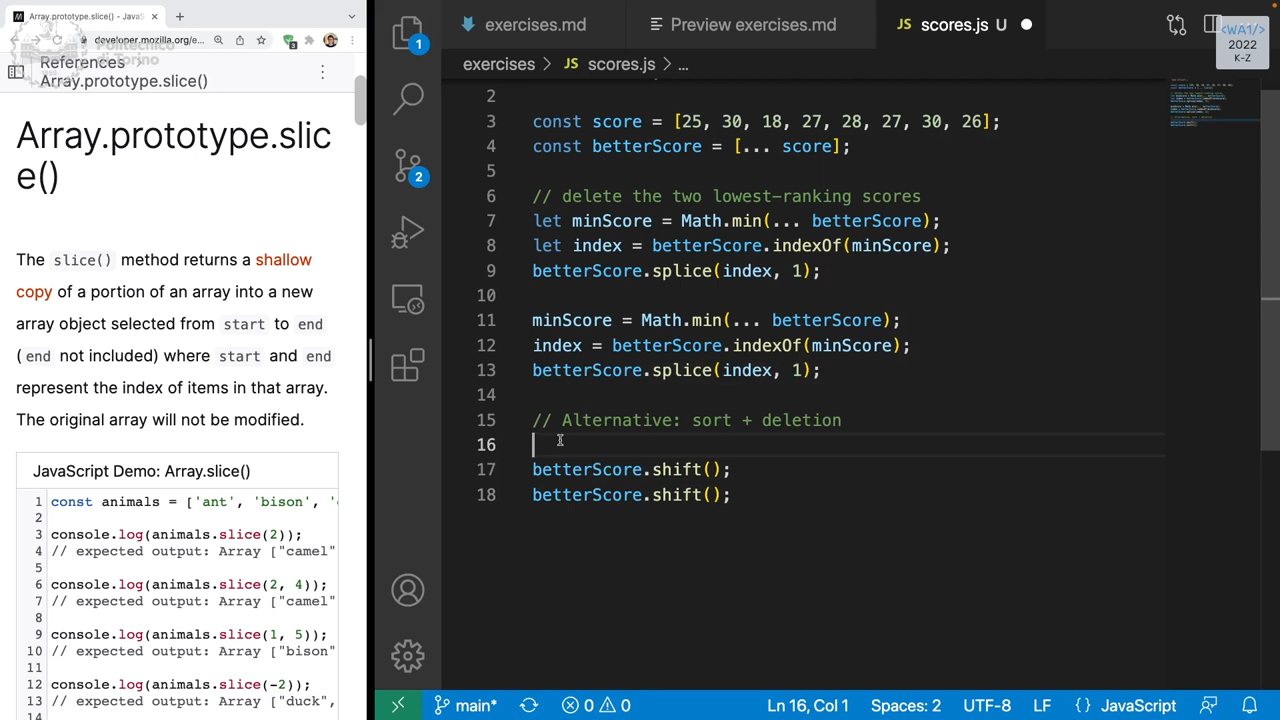 Array.prototype.slice() - JavaS
developer.mozilla.org/e...
3
Politecnico
di Torino
References
Array.prototype.slice()
Array.prototype.slic
e()
The slice() method returns a shallow
copy of a portion of an array into a new
array object selected from start to end
( end not included) where start and end
represent the index of items in that array.
The original array will not be modified.
JavaScript Demo: Array.slice()
1 const animals = ['ant', 'bison', '
2
3 console.log(animals.slice(2));
4 // expected output: Array ["camel"
5
6 console.log(animals.slice(2, 4));
7 // expected output: Array ["camel"
8
9 console.log(animals.slice(1, 5));
10 // expected output: Array ["bison"
11
12 console.log(animals.slice(-2));
13 // expected output: Array ["duck",
14
1
2
exercises.md
Preview exercises.md
JS scores.js U
<WA1/>
2022
K-Z
exercises > JS scores.js > ...
2
3 const score = [25, 30, 18, 27, 28, 27, 30, 26];
4 const betterScore = [... score];
5
6 // delete the two lowest-ranking scores
7 let minScore = Math.min(... betterScore);
8 let index = betterScore.indexOf(minScore);
9 betterScore.splice(index, 1);
10
11 minScore = Math.min(... betterScore);
12 index = betterScore.indexOf(minScore);
13 betterScore.splice(index, 1);
14
15 // Alternative: sort + deletion
16
17 betterScore.shift();
18 betterScore.shift();
main* 0 0 Ln 16, Col 1 Spaces: 2 UTF-8 LF {} JavaScript